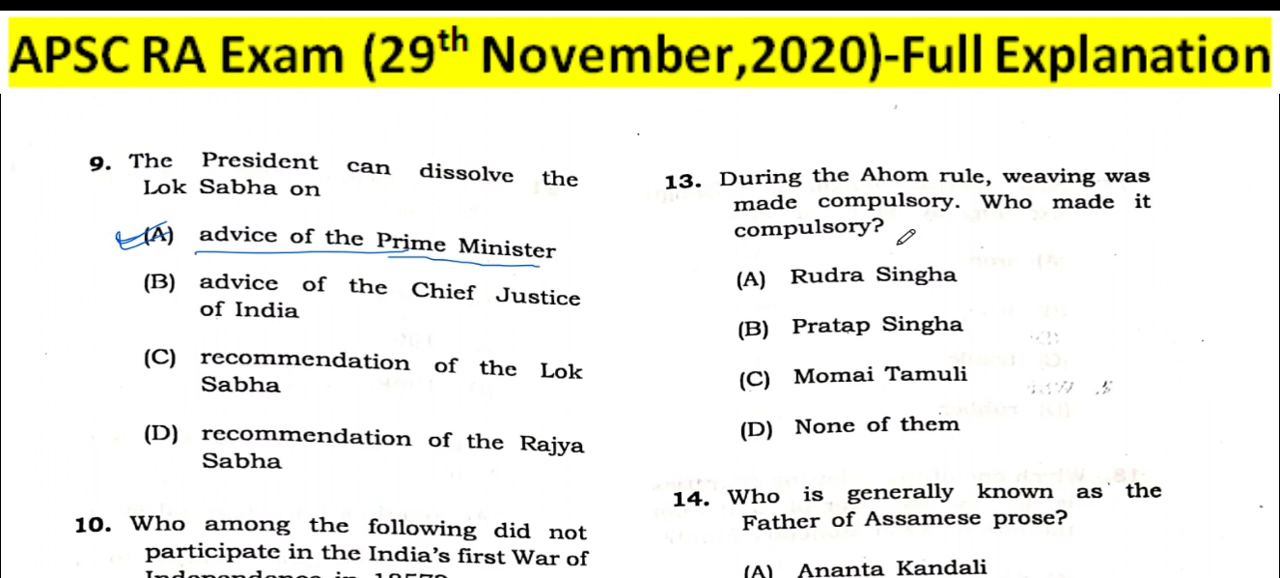 APSC RA Exam (29th November,2020)-Full Explanation
9. The President can dissolve the
Lok Sabha on
(A) advice of the Prime Minister
(B) advice of the Chief Justice
of India
(C) recommendation of the Lok
Sabha
(D) recommendation of the Rajya
Sabha
10. Who among the following did not
participate in the India's first War of
13. During the Ahom rule, weaving was
made compulsory. Who made it
compulsory?
(A) Rudra Singha
(B) Pratap Singha
(C) Momai Tamuli
(D) None of them
14. Who is generally known as the
Father of Assamese prose?
(A) Ananta Kandali